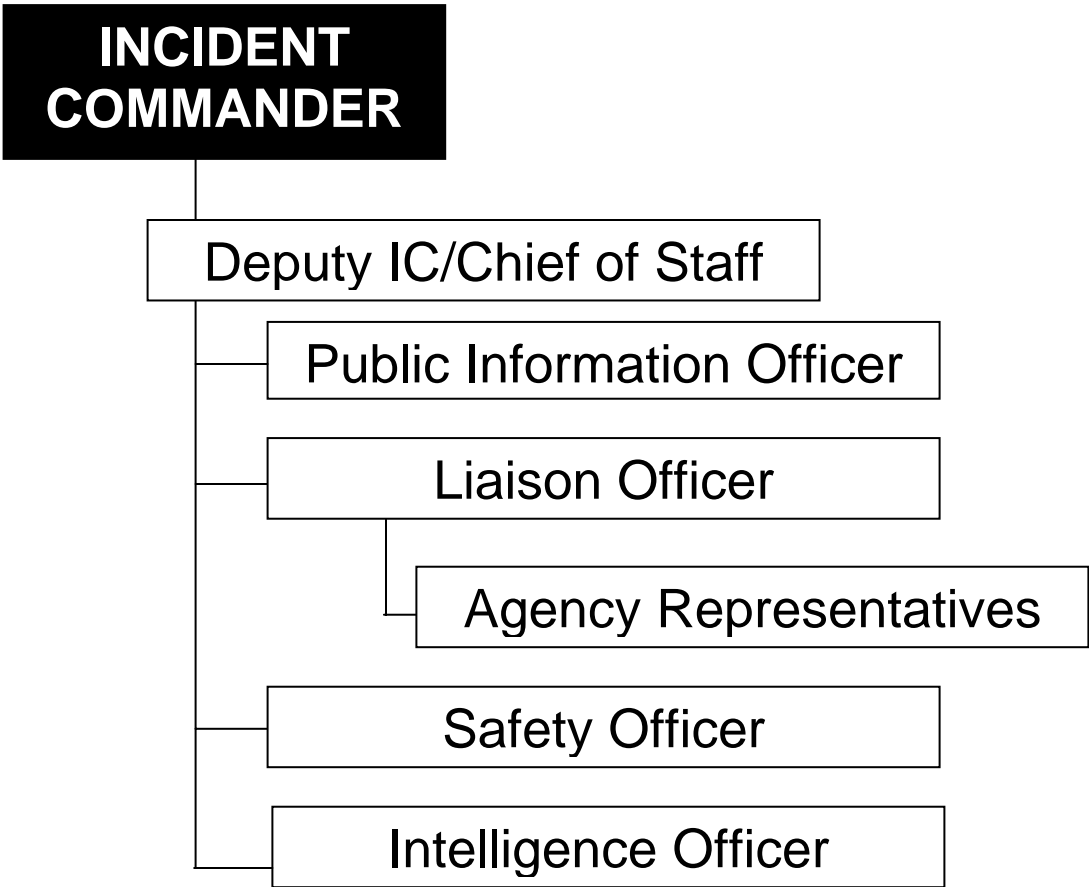 INCIDENT
COMMANDER
Deputy IC/Chief of Staff
Public Information Officer
Liaison Officer
Agency Representatives
Safety Officer
Intelligence Officer